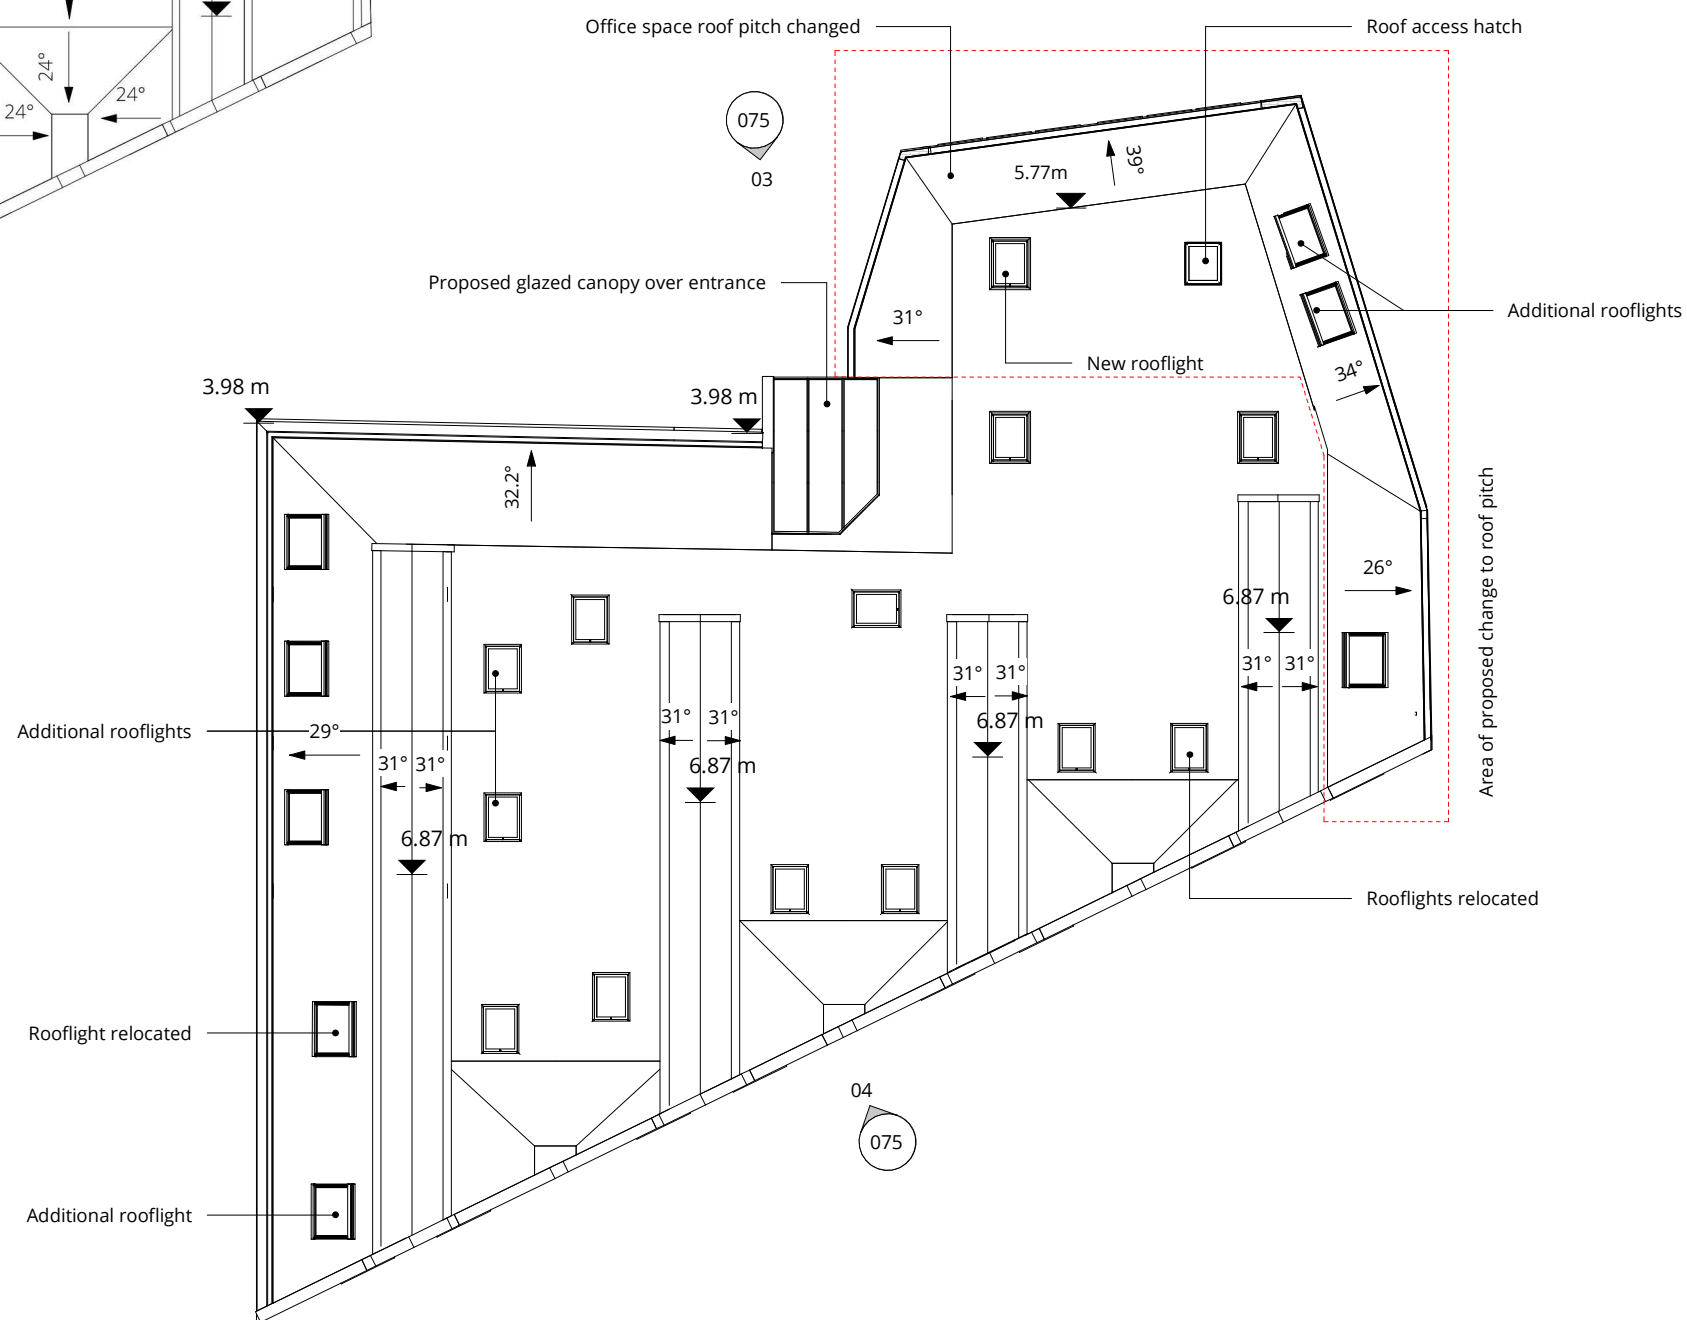 Office space roof pitch changed
Roof access hatch
24°
24°
24°
075
03
5.77m
39°
Proposed glazed canopy over entrance
31°
Additional rooflights
New rooflight
34°
3.98 m
3.98 m
32.2°
Area of proposed change to roof pitch
26°
6.87 m
31° 31°
31° 31°
6.87 m
31° 31°
6.87 m
Additional rooflights
29°
31° 31°
6.87 m
Rooflights relocated
Rooflight relocated
04
075
Additional rooflight